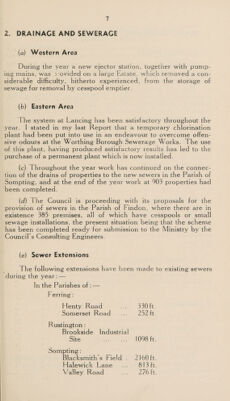 7
2. DRAINAGE AND SEWERAGE
(a) Western Area
During the year a new ejector station, together with pump-
ing mains, was provided on a large Estate, which removed a con-
siderable difficulty, hitherto experienced, from the storage of
sewage for removal by cesspool emptier.
(b) Eastern Area
The system at Lancing has been satisfactory throughout the
year. I stated in my last Report that a temporary chlorination
plant had been put into use in an endeavour to overcome offen-
sive odours at the Worthing Borough Sewerage Works. The use
of this plant, having produced satisfactory results has led to the
purchase of a permanent plant which is now installed.
(c) Throughout the year work has continued on the connec-
tion of the drains of properties to the new sewers in the Parish of
Sompting, and at the end of the year work at 903 properties had
been completed.
(d) The Council is proceeding with its proposals for the
provision of sewers in the Parish of Findon, where there are in
existence 385 premises, all of which have cesspools or small
sewage installations, the present situation being that the scheme
has been completed ready for submission to the Ministry by the
Council's Consulting Engineers.
(e) Sewer Extensions
The following extensions have been made to existing sewers
during the year :—
In the Parishes of :—
Ferring :
Henty Road ... 330 ft.
Somerset Road ... 252 ft.
Rustington :
Brookside Industrial
Site ... ... 1098 ft.
Sompting :
Blacksmith's Field . 2160 ft.
Halewick Lane ... 813 ft.
Valley Road ... 276 ft.